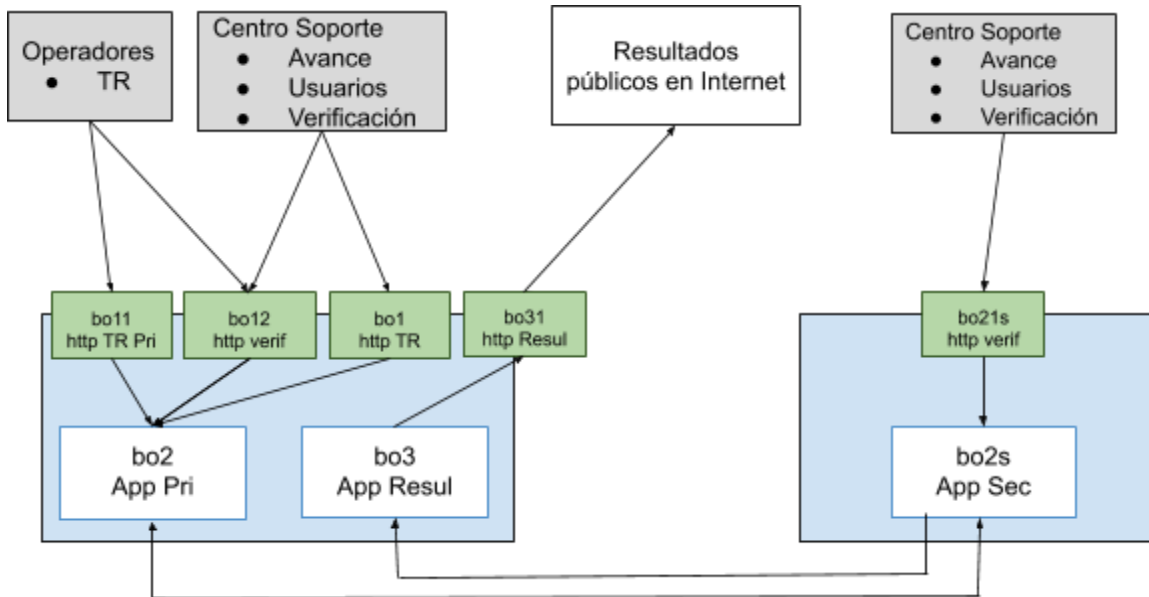 Operadores
● TR
Centro Soporte
● Avance
● Usuarios
● Verificación
Resultados
públicos en Internet
Centro Soporte
● Avance
● Usuarios
● Verificación
bo11
http TR Pri
bo12
http verif
bo1
http TR
bo31
http Resul
bo21s
http verif
bo2
App Pri
bo3
App Resul
bo2s
App Sec